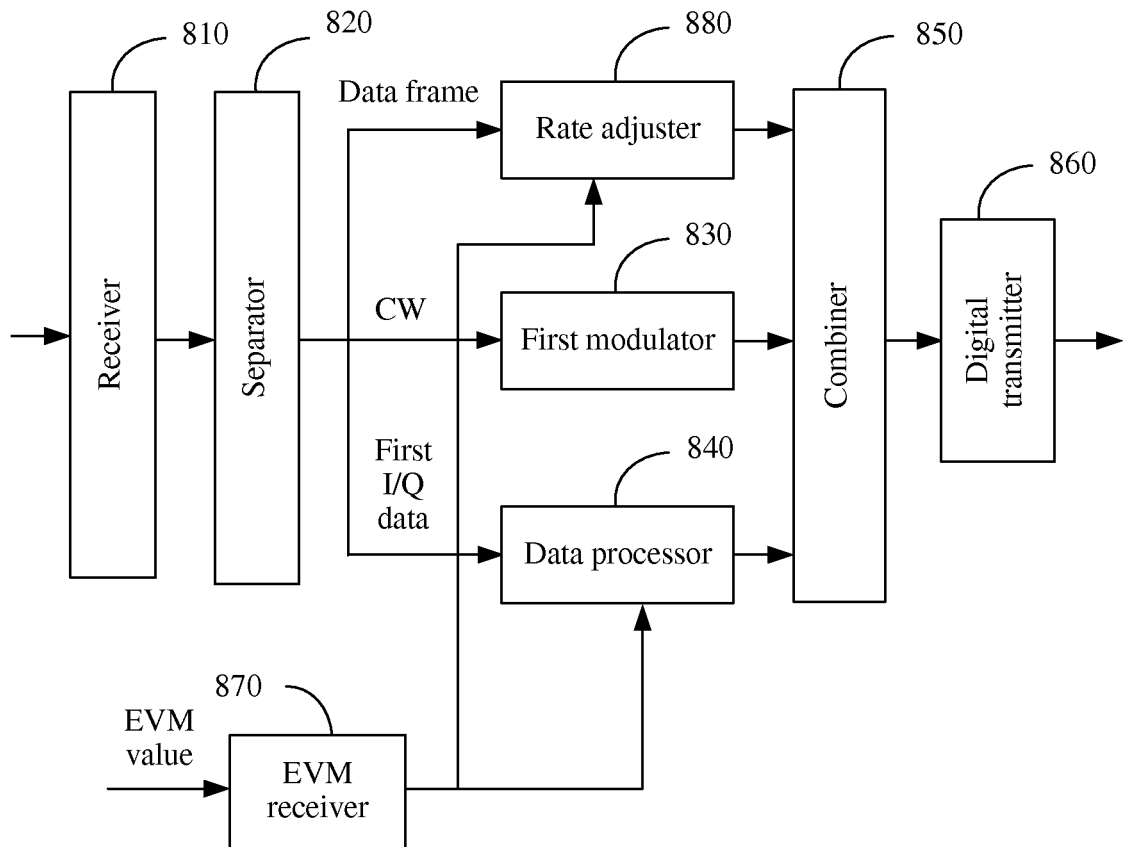 810
820
880
850
Data frame
Rate adjuster
860
830
Receiver
Separator
CW
First modulator
Combiner
Digital
transmitter
First
I/Q
data
840
Data processor
870
EVM
value
EVM
receiver